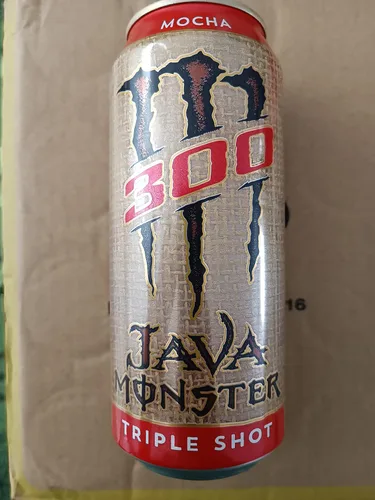 MOCHA
300
JAVA
MONSTER
TRIPLE SHOT
16